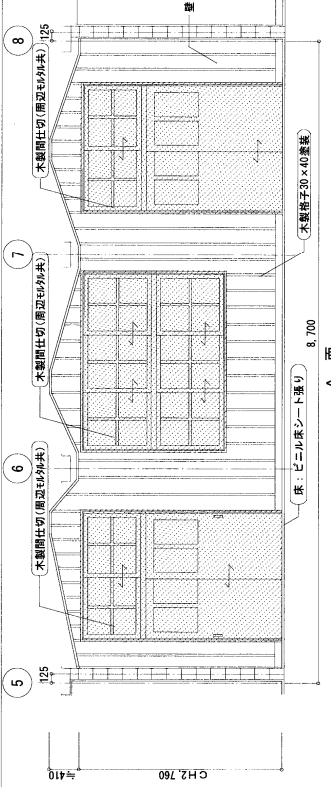 5
6
7
8
125
125
木製間仕切(周辺モルタル共)
木製間仕切(周辺モルタル共)
木製間仕切(周辺モルタル共)
壁
≒410
CH2,760
木製格子30×40塗装
床：ビニル床シート張り
8,700